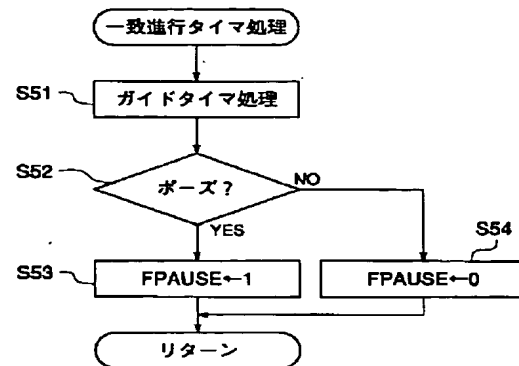 一致進行タイマ処理
S51
ガイドタイマ処理
S52
ポーズ?
NO
YES
S54
S53
FPAUSE←1
FPAUSE←0
リターン